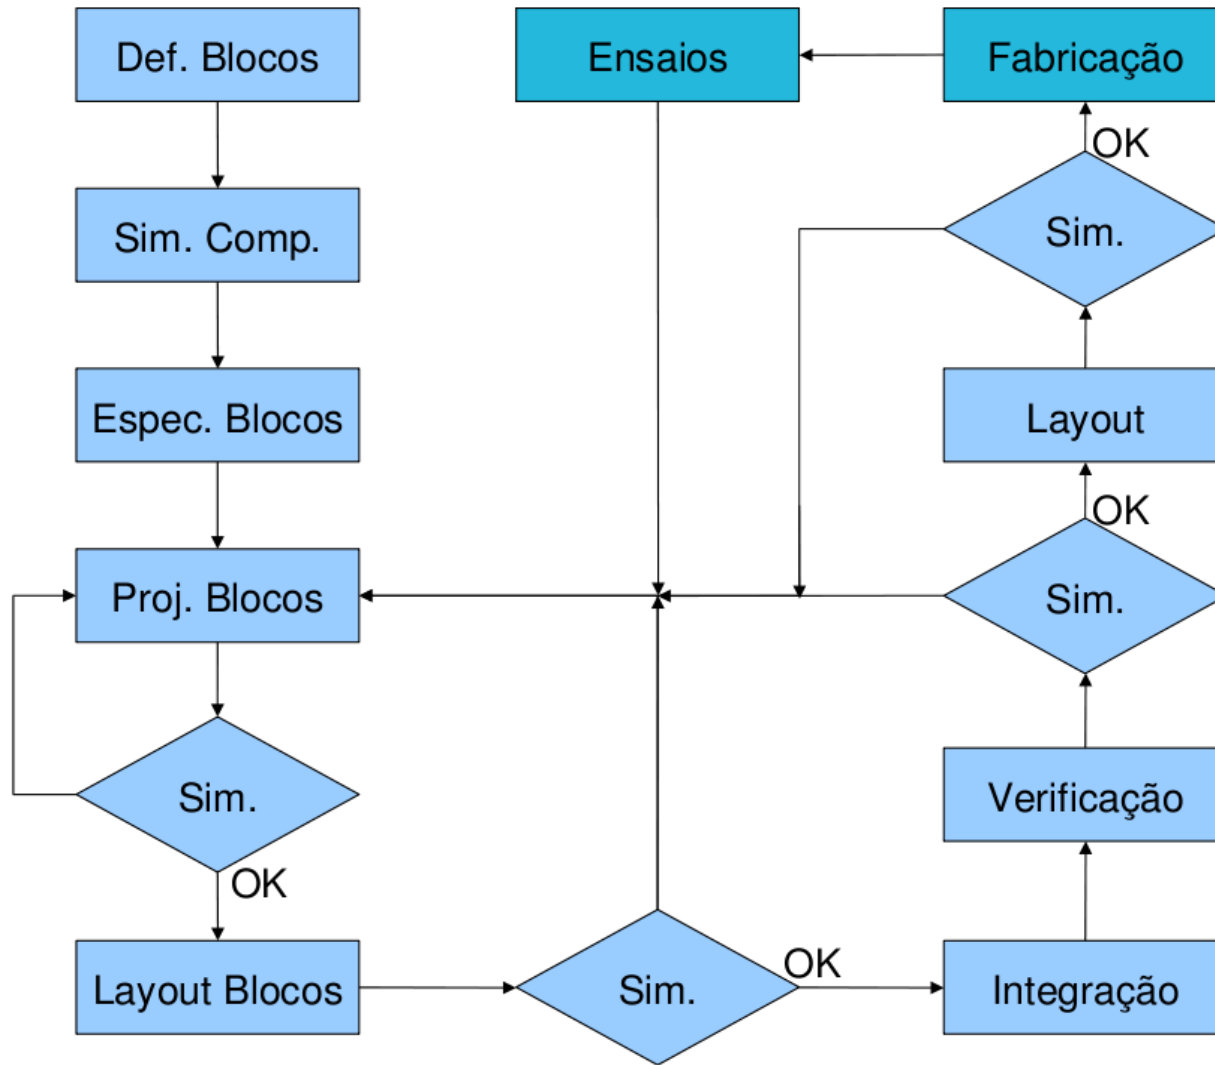 Def. Blocos
Ensaios
Fabricação
OK
Sim. Comp.
Sim.
Espec. Blocos
Layout
OK
Proj. Blocos
Sim.
Sim.
Verificação
OK
Layout Blocos
Sim.
OK
Integração